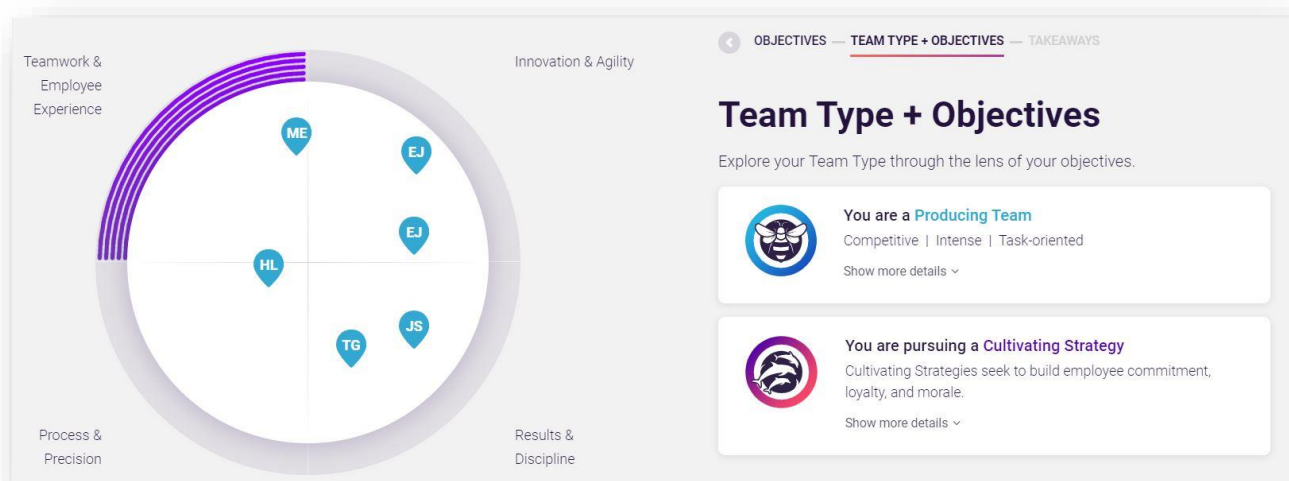 Teamwork &
Employee
Experience
Innovation & Agility
ME
EJ
EJ
HL
JS
TG
Process &
Precision
Results &
Discipline
OBJECTIVES — TEAM TYPE + OBJECTIVES — TAKEAWAYS
Team Type + Objectives
Explore your Team Type through the lens of your objectives.
You are a Producing Team
Competitive | Intense | Task-oriented
Show more details
You are pursuing a Cultivating Strategy
Cultivating Strategies seek to build employee commitment,
loyalty, and morale.
Show more details